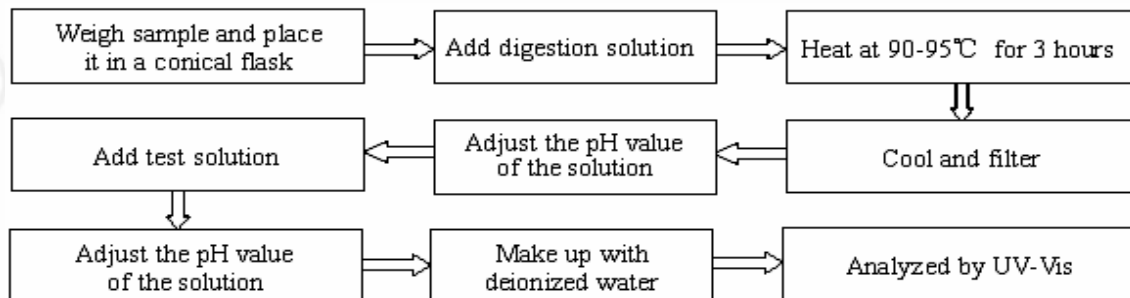 Weigh sample and place
it in a conical flask
Add digestion solution
Heat at 90-95℃ for 3 hours
Cool and filter
Adjust the pH value
of the solution
Add test solution
Adjust the pH value
of the solution
Make up with
deionized water
Analyzed by UV-Vis